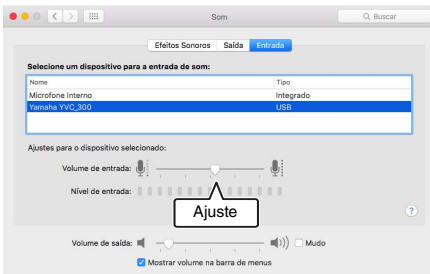 Som
Buscar
Efeitos Sonoros Saída Entrada
Selecione um dispositivo para a entrada de som:
Nome Tipo
Microfone Interno Integrado
Yamaha YVC_300 USB
Ajustes para o dispositivo selecionado:
Volume de entrada:
Nível de entrada:
Ajuste
?
Volume de saída: Mudo
Mostrar volume na barra de menus